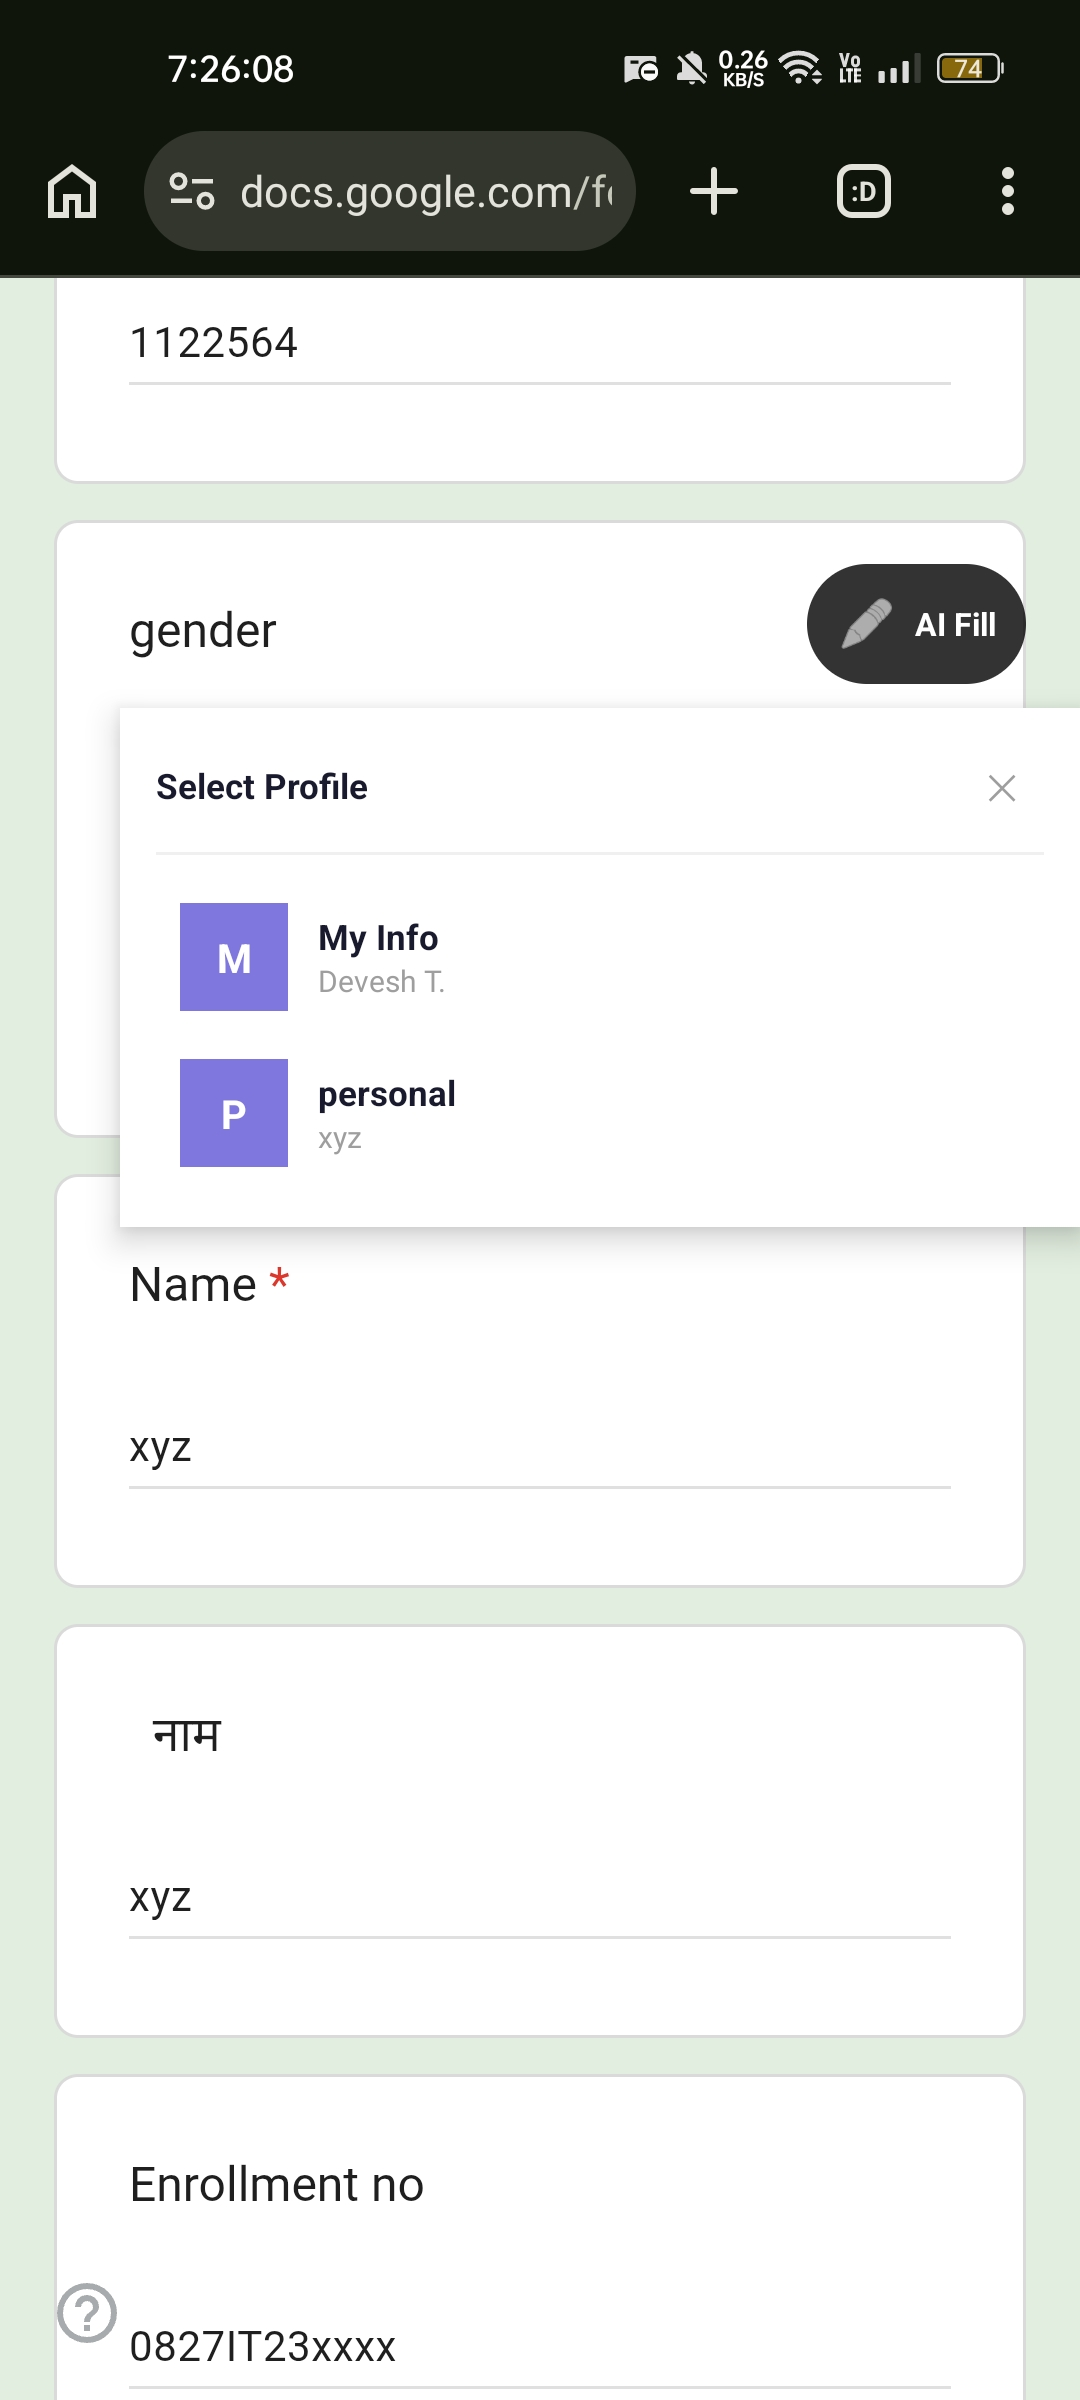 7:26:08
0.26
KB/S
Vo
LTE
74
docs.google.com/f
:D
1122564
gender
AI Fill
Select Profile
M
My Info
Devesh T.
P
personal
xyz
Name *
xyz
नाम
xyz
Enrollment no
?
0827IT23xxxx